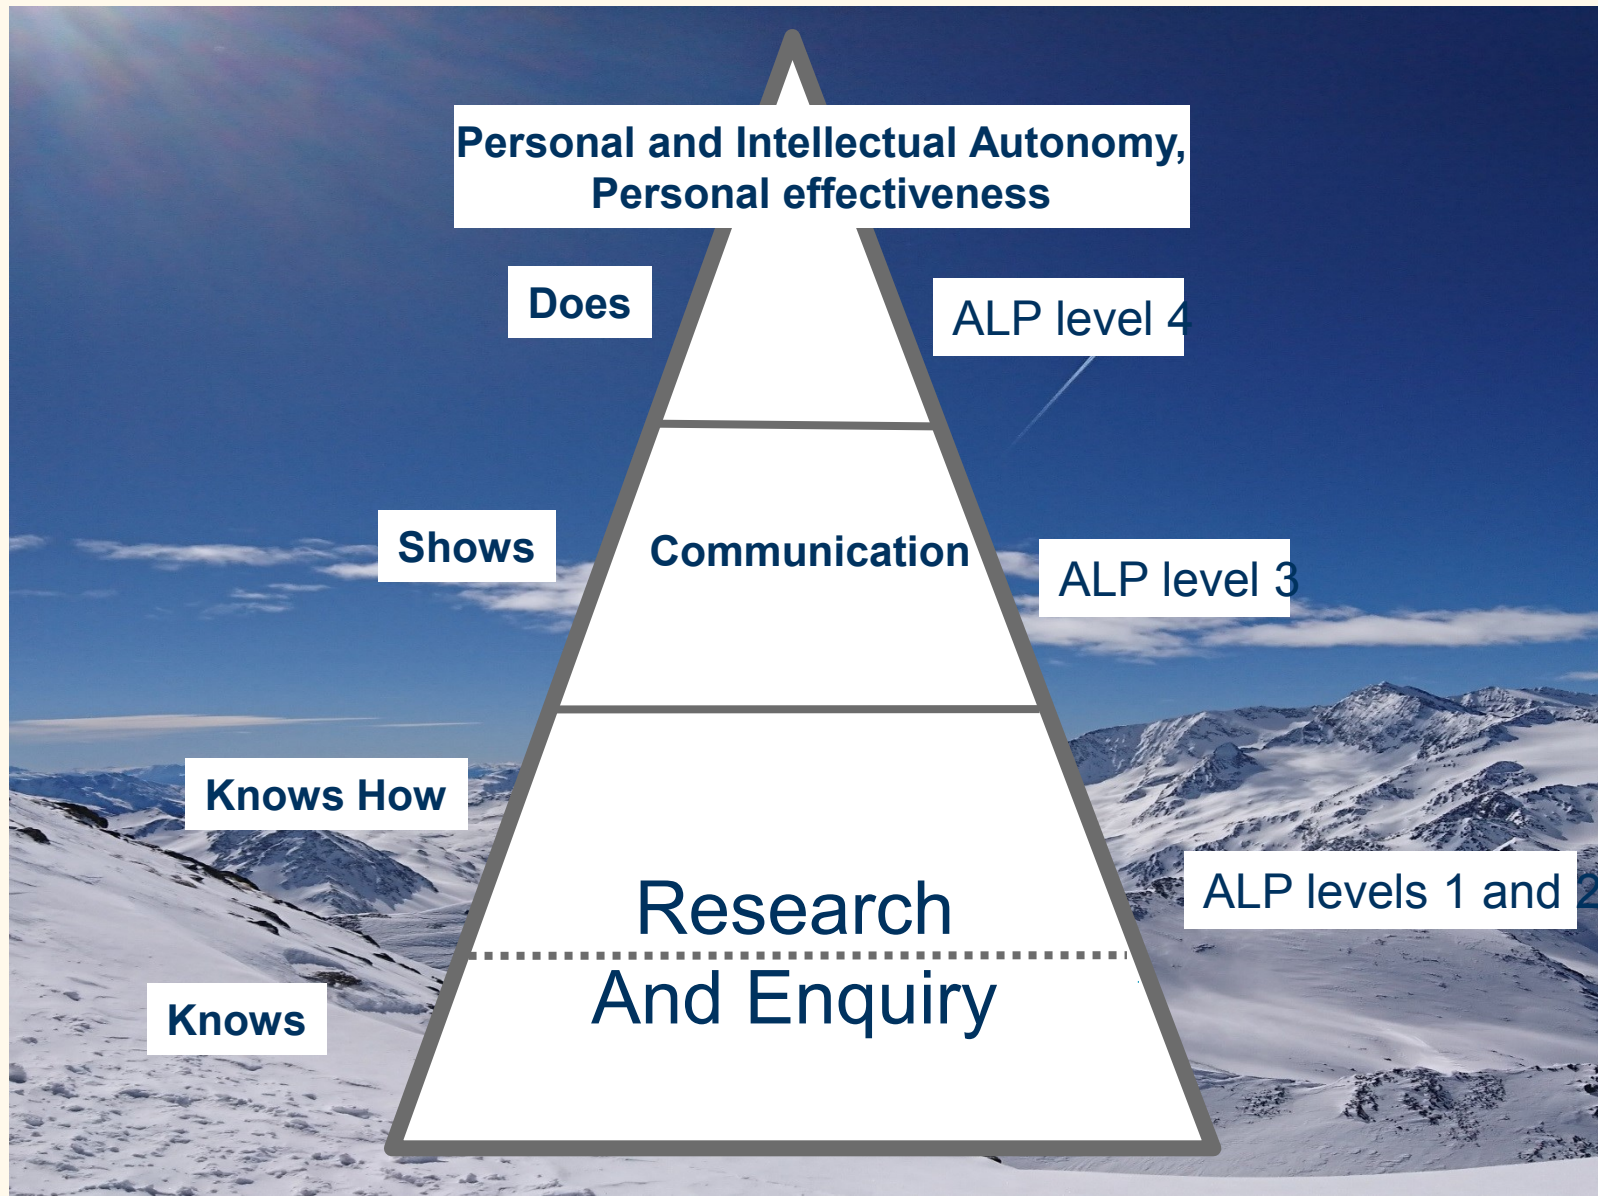 Personal and Intellectual Autonomy,
Personal effectiveness
Does
ALP level 4
Shows
Communication
ALP level 3
Knows How
Research
ALP levels 1 and 2
And Enquiry
Knows